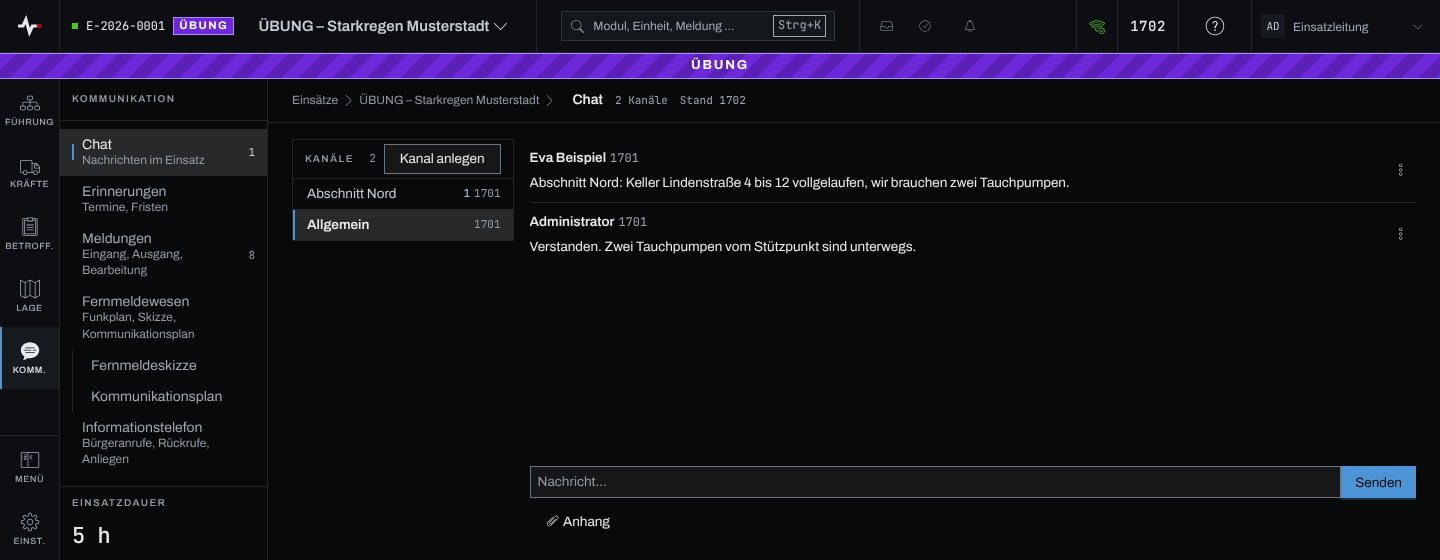 E-2026-0001 ÜBUNG ÜBUNG – Starkregen Musterstadt Modul, Einheit, Meldung ... Strg+K 1702 AD Einsatzleitung
ÜBUNG
FÜHRUNG
KRÄFTE
BETROFF.
LAGE
KOMM.
MENÜ
EINST.
KOMMUNIKATION
Chat
Nachrichten im Einsatz 1
Erinnerungen
Termine, Fristen
Meldungen
Eingang, Ausgang, 8
Bearbeitung
Fernmeldewesen
Funkplan, Skizze,
Kommunikationsplan
Fernmeldeskizze
Kommunikationsplan
Informationstelefon
Bürgeranrufe, Rückrufe,
Anliegen
EINSATZDAUER
5 h
Einsätze ÜBUNG – Starkregen Musterstadt Chat 2 Kanäle Stand 1702
KANÄLE 2 Kanal anlegen
Abschnitt Nord 1 1701
Allgemein 1701
Eva Beispiel 1701
Abschnitt Nord: Keller Lindenstraße 4 bis 12 vollgelaufen, wir brauchen zwei Tauchpumpen.
Administrator 1701
Verstanden. Zwei Tauchpumpen vom Stützpunkt sind unterwegs.
Nachricht... Senden
Anhang